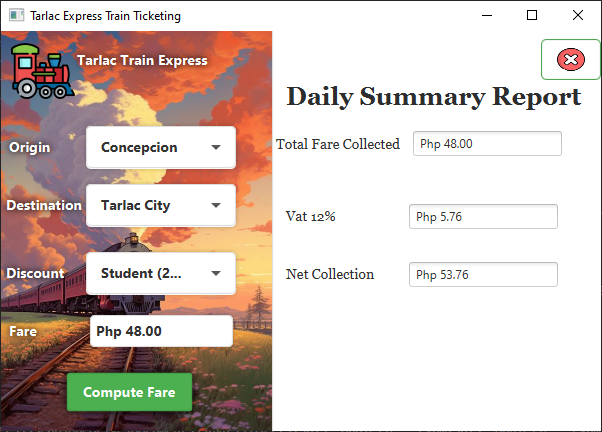 Tarlac Express Train Ticketing
Tarlac Train Express
Origin
Concepcion
Destination
Tarlac City
Discount
Student (2...
Fare
Php 48.00
Compute Fare
Daily Summary Report
Total Fare Collected
Php 48.00
Vat 12%
Php 5.76
Net Collection
Php 53.76